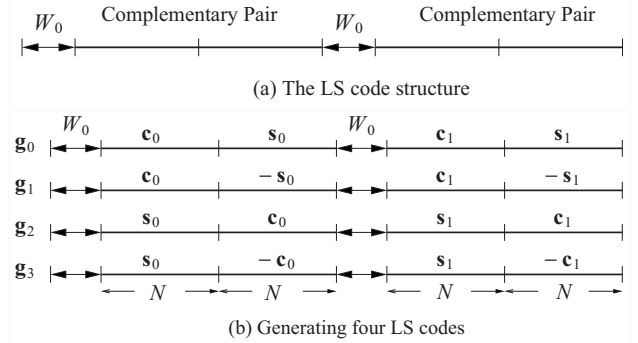 W₀ Complementary Pair W₀ Complementary Pair
(a) The LS code structure
W₀ c₀ s₀ W₀ c₁ s₁
g₀
g₁ c₀ − s₀ c₁ − s₁
g₂ s₀ c₀ s₁ c₁
g₃ s₀ − c₀ s₁ − c₁
N N N N
(b) Generating four LS codes